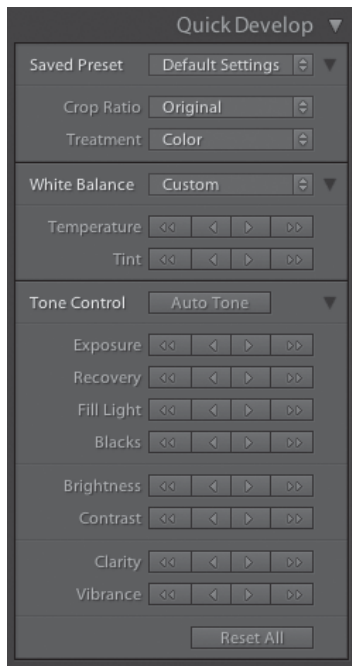 Quick Develop
Saved Preset Default Settings
Crop Ratio Original
Treatment Color
White Balance Custom
Temperature
Tint
Tone Control Auto Tone
Exposure
Recovery
Fill Light
Blacks
Brightness
Contrast
Clarity
Vibrance
Reset All